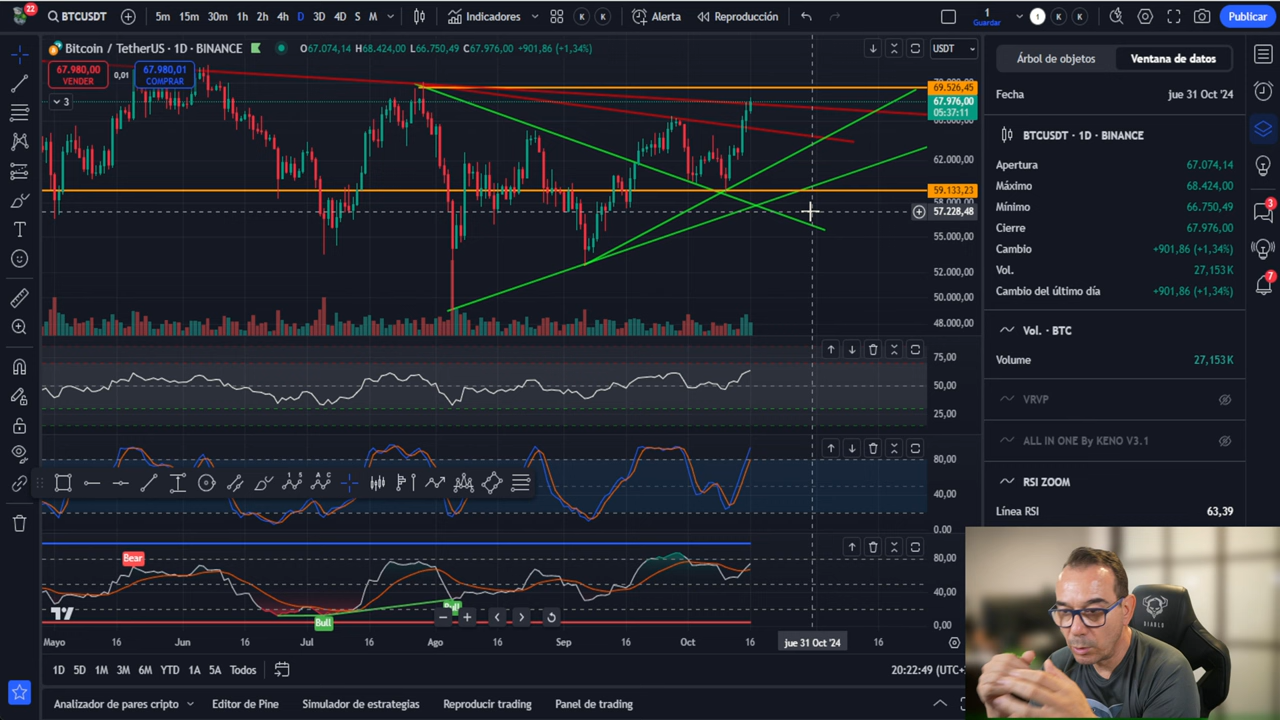 22
BTCUSDT
5m 15m 30m 1h 2h 4h D 3D 4D S M
Indicadores
K K
Alerta
Reproducción
1
Guardar
1 K K
Publicar
Bitcoin / TetherUS · 1D · BINANCE
O67.074,14 H68.424,00 L66.750,49 C67.976,00 +901,86 (+1,34%)
USDT
67.980,00
VENDER
0,01
67.980,01
COMPRAR
3
69.526,45
67.976,00
05:37:11
62.000,00
59.133,23
57.228,48
55.000,00
52.000,00
50.000,00
48.000,00
75,00
50,00
25,00
80,00
40,00
0.00
80,00
40,00
0,00
Bear
Bull
Bull
Mayo 16 Jun 16 Jul 16 Ago 16 Sep 16 Oct 16 jue 31 Oct '24 16
1D 5D 1M 3M 6M YTD 1A 5A Todos
20:22:49 (UTC+
Analizador de pares cripto
Editor de Pine
Simulador de estrategias
Reproducir trading
Panel de trading
Árbol de objetos
Ventana de datos
Fecha jue 31 Oct '24
BTCUSDT · 1D · BINANCE
Apertura 67.074,14
Máximo 68.424,00
Mínimo 66.750,49
Cierre 67.976,00
Cambio +901,86 (+1,34%)
Vol. 27,153K
Cambio del último día +901,86 (+1,34%)
Vol. · BTC
Volume 27,153K
VRVP
ALL IN ONE By KENO V3.1
RSI ZOOM
Línea RSI 63,39
3
7
DIABLO